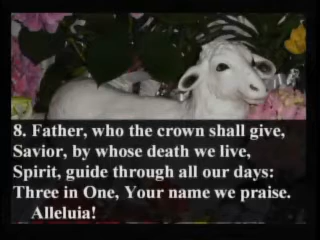 8. Father, who the crown shall give,
Savior, by whose death we live,
Spirit, guide through all our days:
Three in One, Your name we praise.
Alleluia!